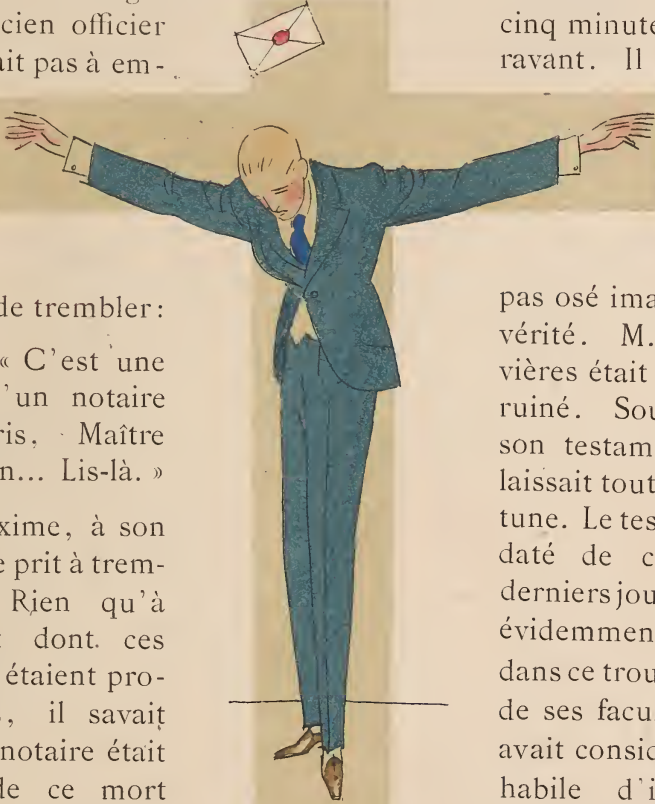 cien officier
ait pas à em-
de trembler:
« C'est une
'un notaire
ris, Maître
n... Lis-là. »
xime, à son
e prit à trem-
Rien qu'à
t dont ces
étaient pro-
., il savait
notaire était
de ce mort
cinq minute
ravant. Il
pas osé ima
vérité. M.
vières était
ruiné. Sou
son testam
laissait tout
tune. Le tes
daté de c
derniers jou
évidemmen
dans ce trou
de ses facu
avait consid
habile d'i